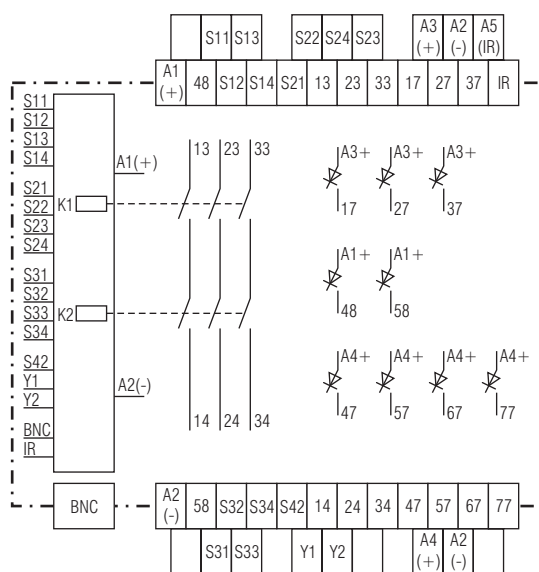 S11 S13 S22 S24 S23 A3 (+) A2 (-) A5 (IR)
A1 (+) 48 S12 S14 S21 13 23 33 17 27 37 IR
S11
S12
S13
S14
A1(+)
S21
K1
S22
S23
S24
S31
S32
S33
K2
S34
S42
Y1
A2(-)
Y2
BNC
IR
13 23 33
14 24 34
A3+ A3+ A3+
17 27 37
A1+ A1+
48 58
A4+ A4+ A4+ A4+
47 57 67 77
BNC
A2 (-) 58 S32 S34 S42 14 24 34 47 57 67 77
S31 S33 Y1 Y2 A4 (+) A2 (-)